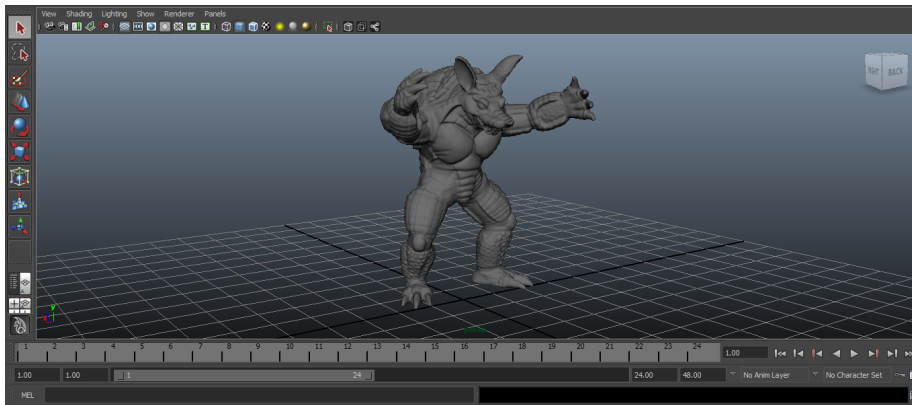 View Shading Lighting Show Renderer Panels
RIGHT BACK
y
1 2 3 4 5 6 7 8 9 10 11 12 13 14 15 16 17 18 19 20 21 22 23 24 1.00
1.00 1.00 1 24 24.00 48.00 No Anim Layer No Character Set
MEL